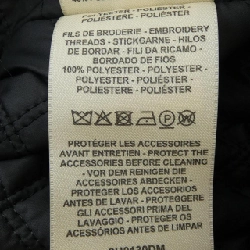 POLYESTER - POLIÉSTER
FILS DE BRODERIE - EMBROIDERY
THREADS - STICKGARNE - HILOS
DE BORDAR - FILI DA RICAMO -
BORDADO DE FIOS
100% POLYESTER - POLYESTER
- POLYESTER - POLIÉSTER -
POLIESTERE - POLIÉSTER
P
PROTÉGER LES ACCESSOIRES
AVANT ENTRETIEN - PROTECT THE
ACCESSORIES BEFORE CLEANING
- VOR DEM REINIGEN DIE
ACCESSOIRES ABDECKEN -
PROTEGER LOS ACCESORIOS
ANTES DE LAVAR - PROTEGGERE
GLI ACCESSORI PRIMA DEL
LAVAGGIO - PROTEGER OS
ACESSÓRIOS ANTES DE LIMPAR